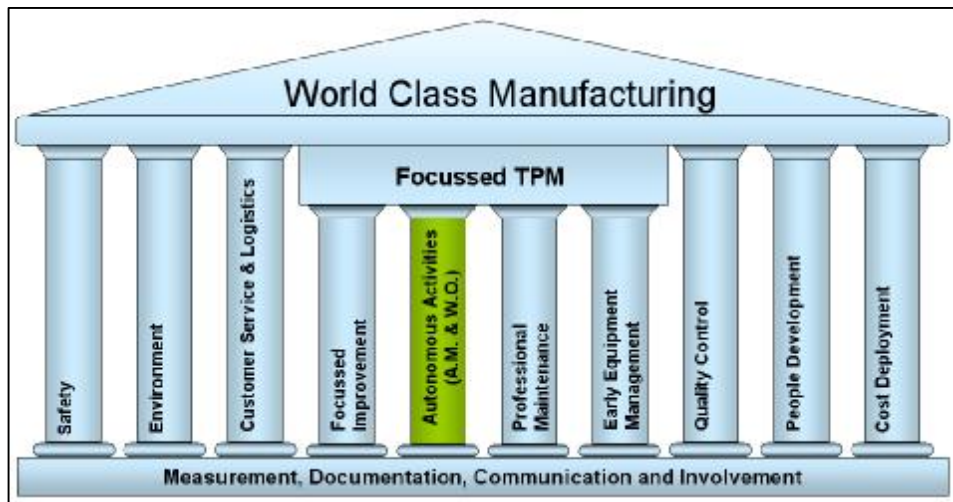 World Class Manufacturing
Focussed TPM
Safety
Environment
Customer Service & Logistics
Focussed
Improvement
Autonomous Activities
(A.M. & W.O.)
Professional
Maintenance
Early Equipment
Management
Quality Control
People Development
Cost Deployment
Measurement, Documentation, Communication and Involvement